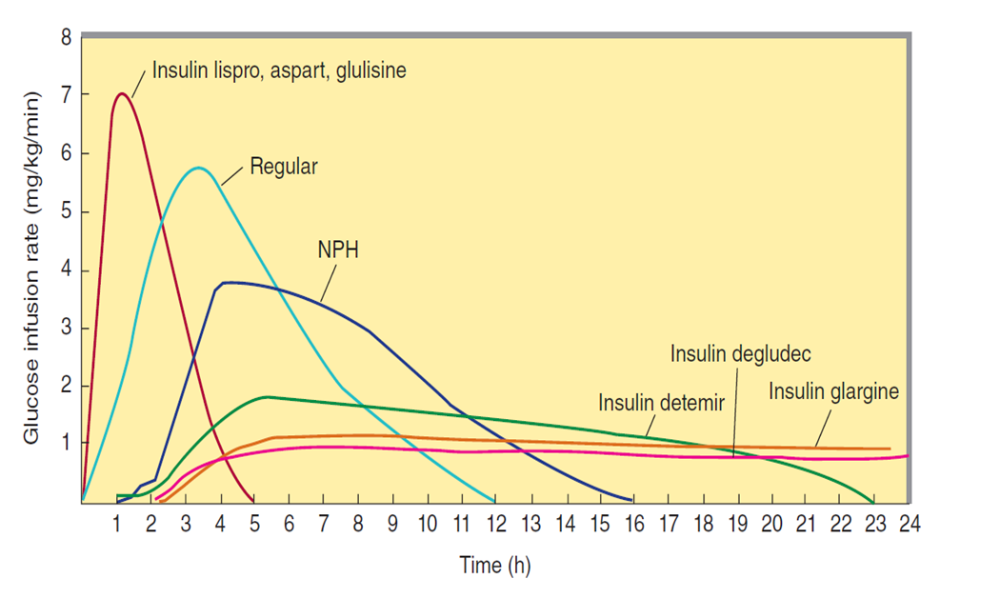 Glucose infusion rate (mg/kg/min)
8
7
6
5
4
3
2
1
Insulin lispro, aspart, glulisine
Regular
NPH
Insulin degludec
Insulin detemir
Insulin glargine
1 2 3 4 5 6 7 8 9 10 11 12 13 14 15 16 17 18 19 20 21 22 23 24
Time (h)